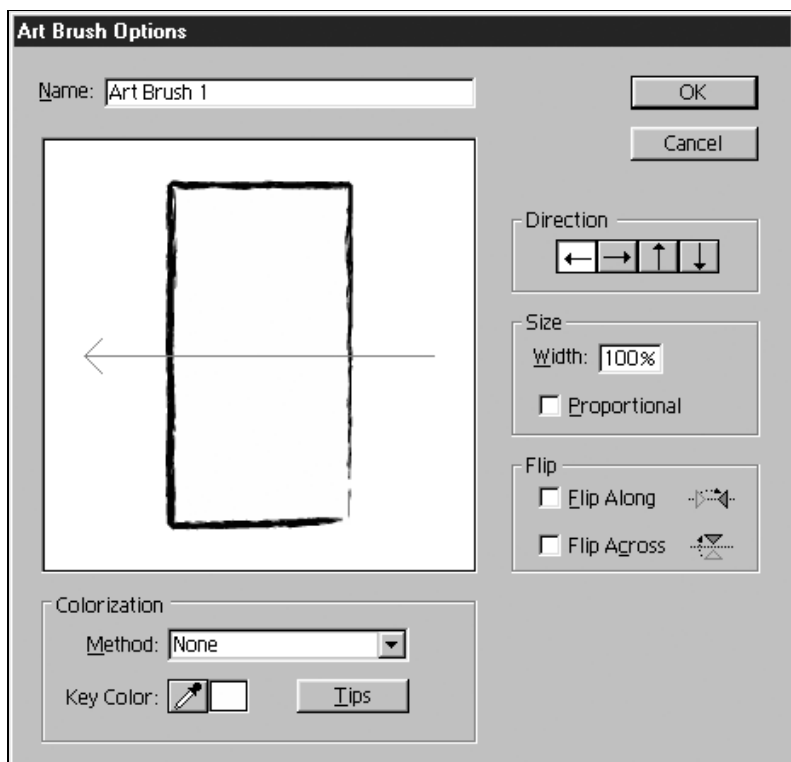 Art Brush Options
Name: Art Brush 1
OK
Cancel
Direction
Size
Width: 100%
Proportional
Flip
Flip Along
Flip Across
Colorization
Method: None
Key Color:
Tips